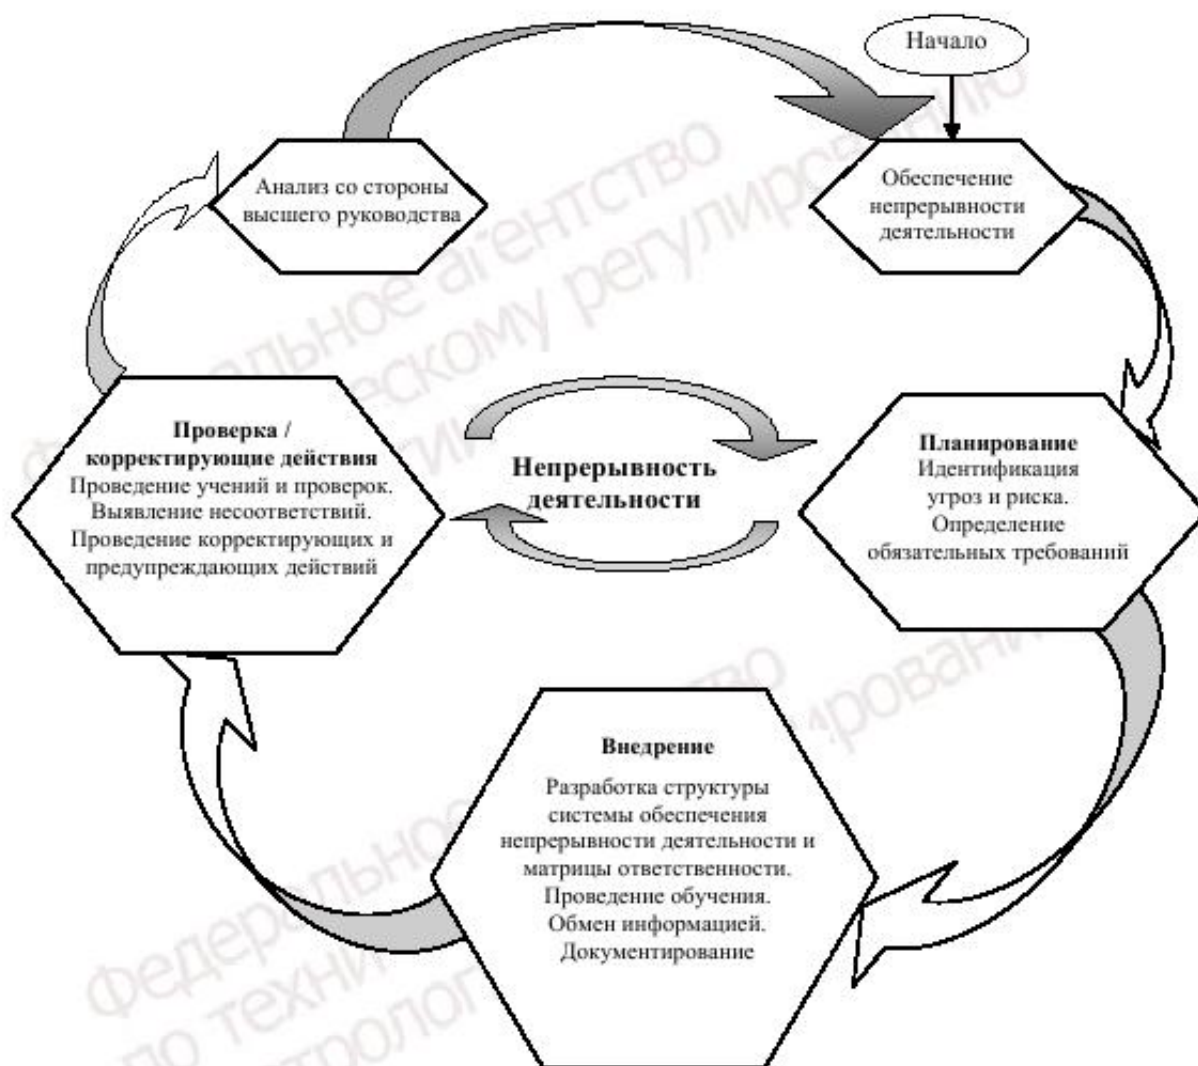 Начало
Анализ со стороны
высшего руководства
Обеспечение
непрерывности
деятельности
Проверка /
корректирующие действия
Проведение учений и проверок.
Выявление несоответствий.
Проведение корректирующих и
предупреждающих действий
Непрерывность
деятельности
Планирование
Идентификация
угроз и риска.
Определение
обязательных требований
Внедрение
Разработка структуры
системы обеспечения
непрерывности деятельности и
матрицы ответственности.
Проведение обучения.
Обмен информацией.
Документирование